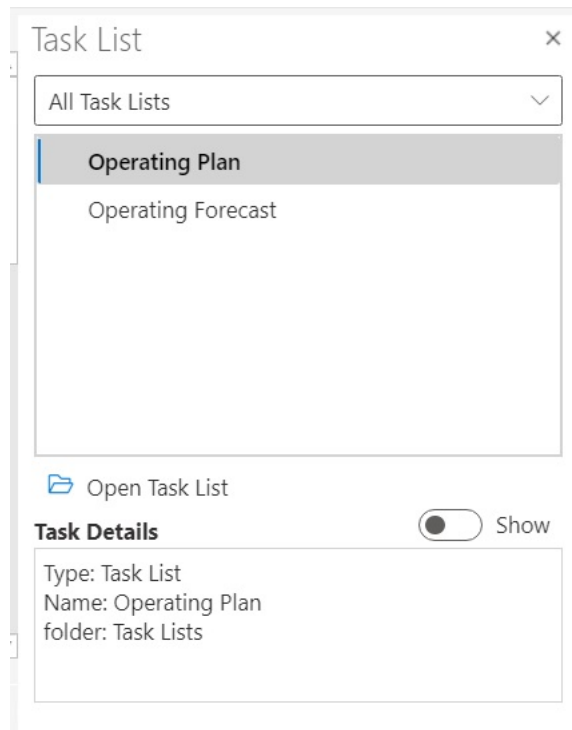 Task List
All Task Lists
Operating Plan
Operating Forecast
Open Task List
Task Details
Show
Type: Task List
Name: Operating Plan
folder: Task Lists